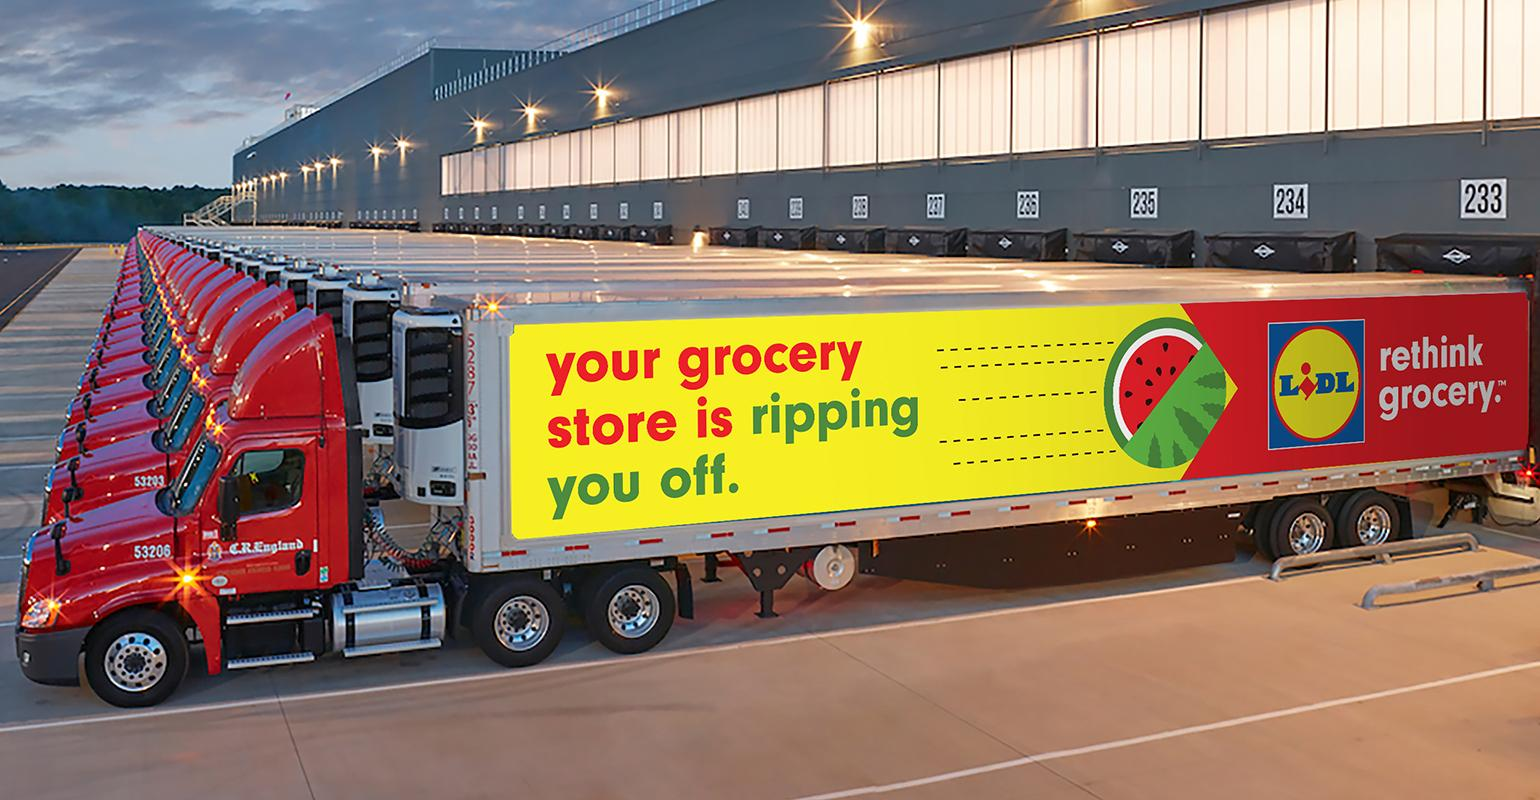 233
234
235
236
237
your grocery
store is ripping
you off.
LiDL
rethink
grocery.™
53203
53206
C.R.England